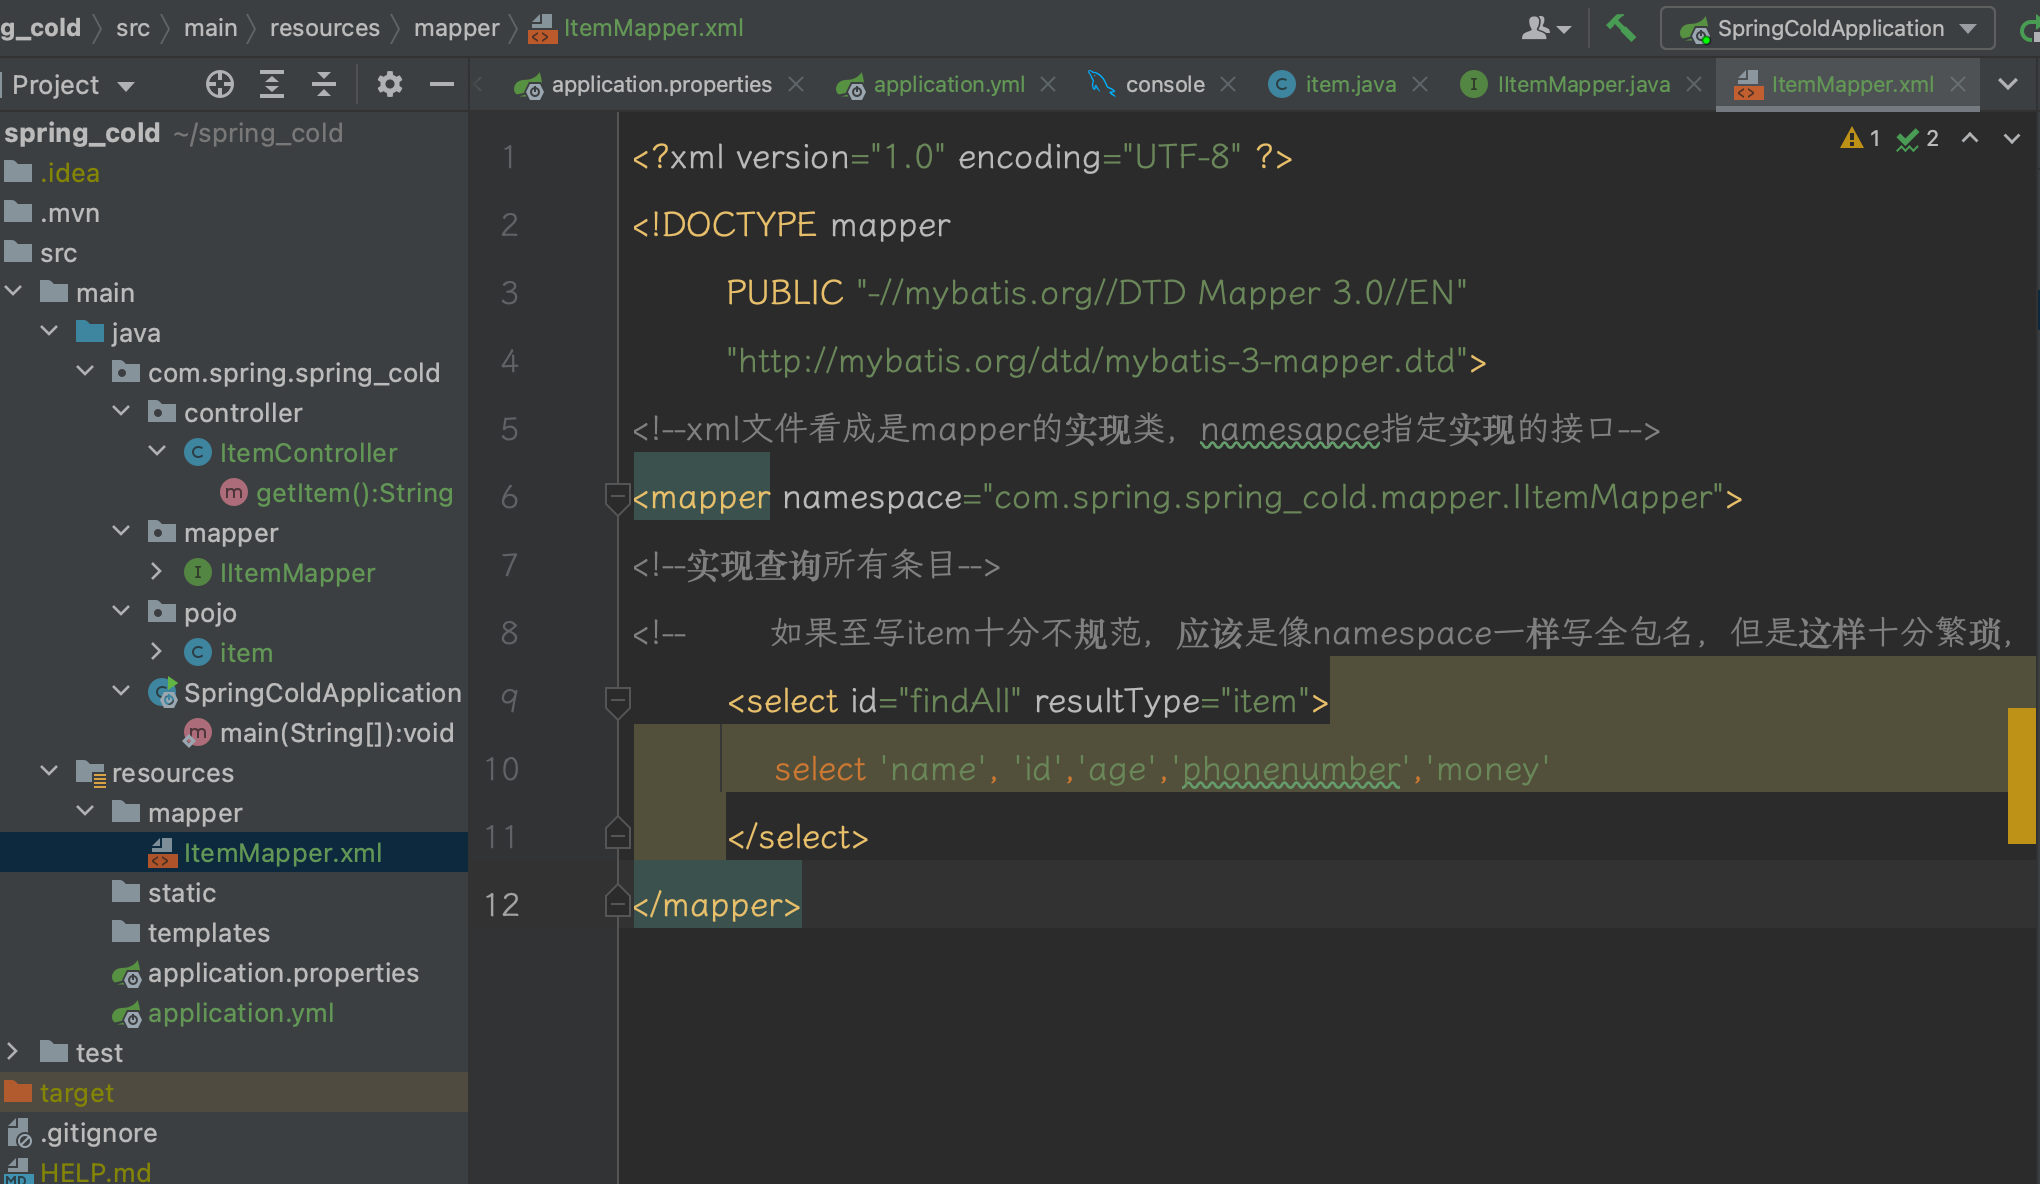 g_cold src main resources mapper ItemMapper.xml SpringColdApplication
Project application.properties application.yml console item.java IItemMapper.java ItemMapper.xml
spring_cold ~/spring_cold
.idea
.mvn
src
main
java
com.spring.spring_cold
controller
ItemController
getItem():String
mapper
IItemMapper
pojo
item
SpringColdApplication
main(String[]):void
resources
mapper
ItemMapper.xml
static
templates
application.properties
application.yml
test
target
.gitignore
HELP.md
1 2
1 <?xml version="1.0" encoding="UTF-8" ?>
2 <!DOCTYPE mapper
3 PUBLIC "-//mybatis.org//DTD Mapper 3.0//EN"
4 "http://mybatis.org/dtd/mybatis-3-mapper.dtd">
5 <!--xml文件看成是mapper的实现类，namesapce指定实现的接口-->
6 <mapper namespace="com.spring.spring_cold.mapper.IItemMapper">
7 <!--实现查询所有条目-->
8 <!-- 如果至写item十分不规范，应该是像namespace一样写全包名，但是这样十分繁琐，
9 <select id="findAll" resultType="item">
10 select 'name', 'id','age','phonenumber','money'
11 </select>
12 </mapper>